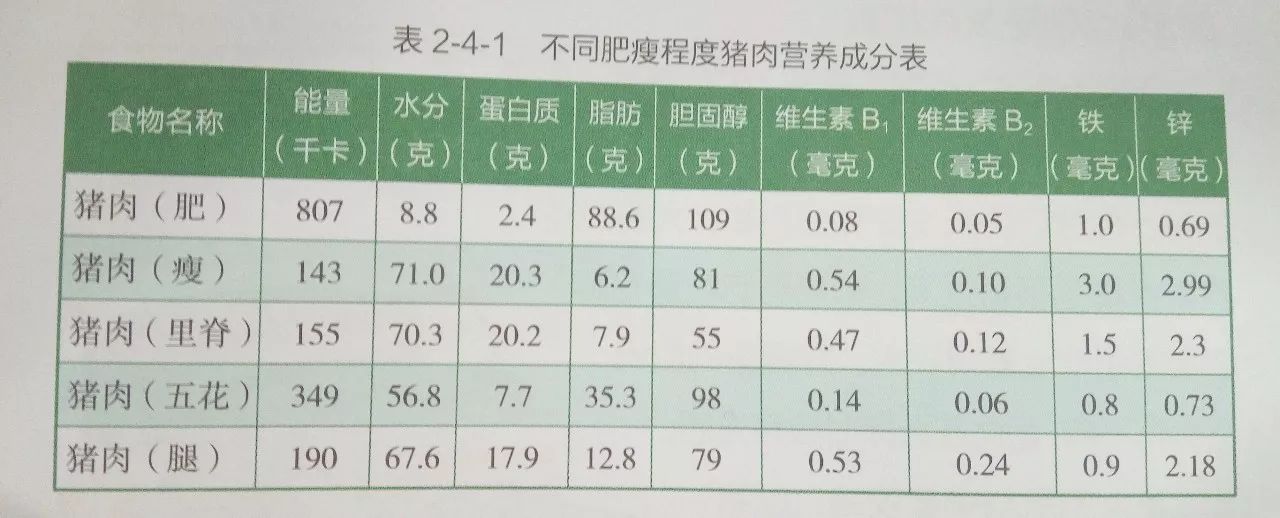 表 2-4-1 不同肥瘦程度猪肉营养成分表
食物名称 能量（千卡） 水分（克） 蛋白质（克） 脂肪（克） 胆固醇（克） 维生素 B₁（毫克） 维生素 B₂（毫克） 铁（毫克） 锌（毫克）
猪肉（肥） 807 8.8 2.4 88.6 109 0.08 0.05 1.0 0.69
猪肉（瘦） 143 71.0 20.3 6.2 81 0.54 0.10 3.0 2.99
猪肉（里脊） 155 70.3 20.2 7.9 55 0.47 0.12 1.5 2.3
猪肉（五花） 349 56.8 7.7 35.3 98 0.14 0.06 0.8 0.73
猪肉（腿） 190 67.6 17.9 12.8 79 0.53 0.24 0.9 2.18